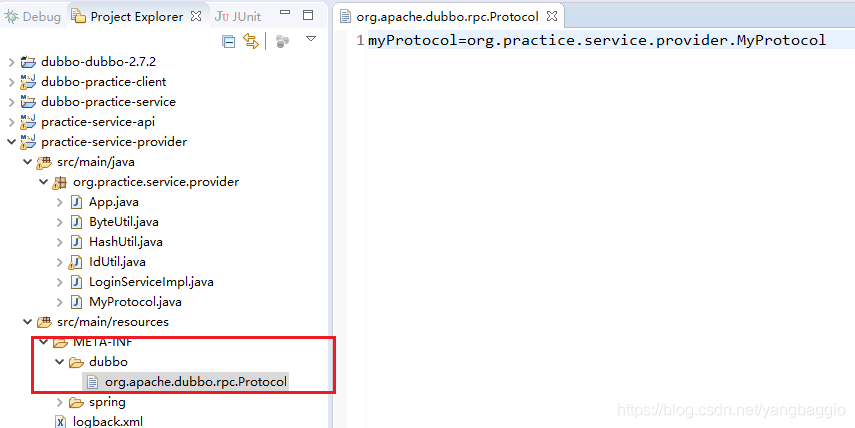 Debug Project Explorer JUnit
dubbo-dubbo-2.7.2
dubbo-practice-client
dubbo-practice-service
practice-service-api
practice-service-provider
src/main/java
org.practice.service.provider
App.java
ByteUtil.java
HashUtil.java
IdUtil.java
LoginServiceImpl.java
MyProtocol.java
src/main/resources
META-INF
dubbo
org.apache.dubbo.rpc.Protocol
spring
logback.xml
org.apache.dubbo.rpc.Protocol
1 myProtocol=org.practice.service.provider.MyProtocol
https://blog.csdn.net/yangbaggio